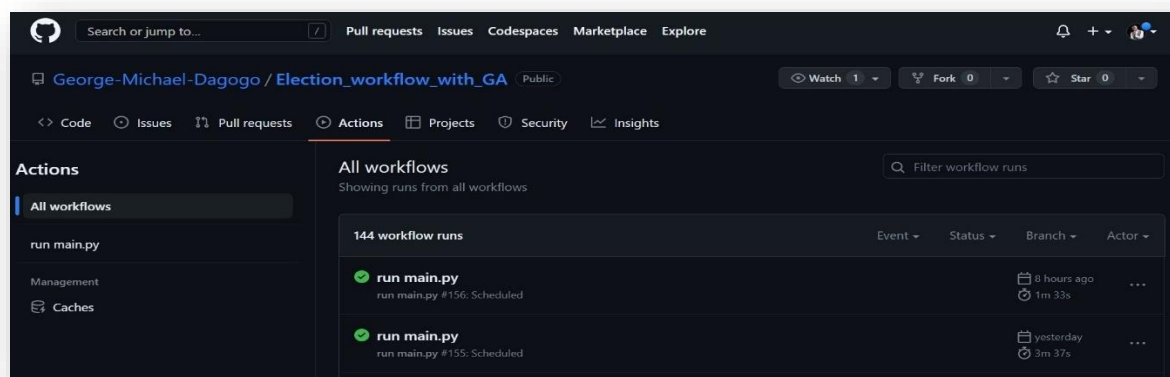 Search or jump to... / Pull requests Issues Codespaces Marketplace Explore
George-Michael-Dagogo / Election_workflow_with_GA Public Watch 1 Fork 0 Star 0
Code Issues Pull requests Actions Projects Security Insights
Actions
All workflows
run main.py
Management
Caches
All workflows
Showing runs from all workflows
Filter workflow runs
144 workflow runs Event Status Branch Actor
run main.py
run main.py #156: Scheduled
8 hours ago
1m 33s
run main.py
run main.py #155: Scheduled
yesterday
3m 37s